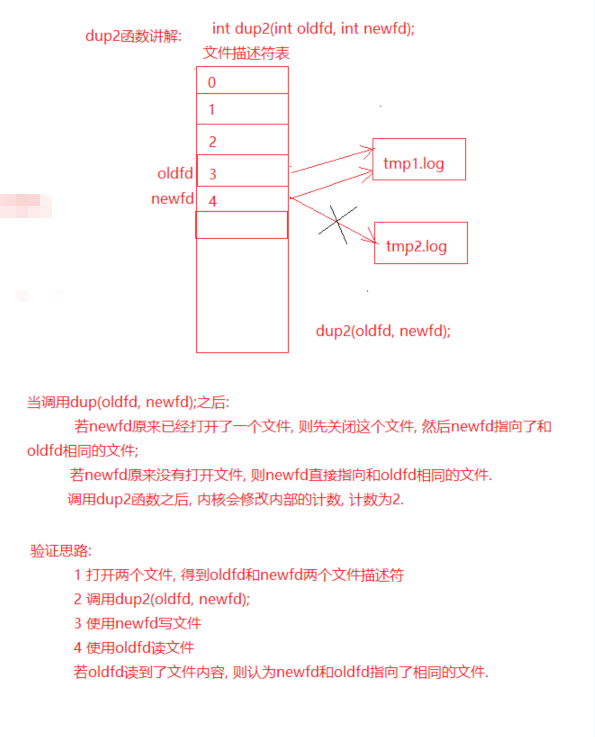 dup2函数讲解: int dup2(int oldfd, int newfd);
文件描述符表
0
1
2
oldfd 3
tmp1.log
newfd 4
tmp2.log
dup2(oldfd, newfd);
当调用dup(oldfd, newfd);之后:
若newfd原来已经打开了一个文件, 则先关闭这个文件, 然后newfd指向了和
oldfd相同的文件;
若newfd原来没有打开文件, 则newfd直接指向和oldfd相同的文件.
调用dup2函数之后, 内核会修改内部的计数, 计数为2.
验证思路:
1 打开两个文件, 得到oldfd和newfd两个文件描述符
2 调用dup2(oldfd, newfd);
3 使用newfd写文件
4 使用oldfd读文件
若oldfd读到了文件内容, 则认为newfd和oldfd指向了相同的文件.